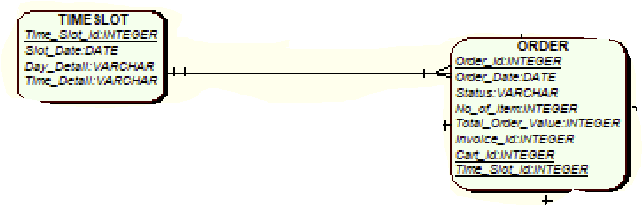 TIMESLOT
Time_Slot_Id:INTEGER
Slot_Date:DATE
Day_Detail:VARCHAR
Time_Detail:VARCHAR
ORDER
Order_Id:INTEGER
Order_Date:DATE
Status:VARCHAR
No_of_Item:INTEGER
Total_Order_Value:INTEGER
Invoice_Id:INTEGER
Cart_Id:INTEGER
Time_Slot_Id:INTEGER